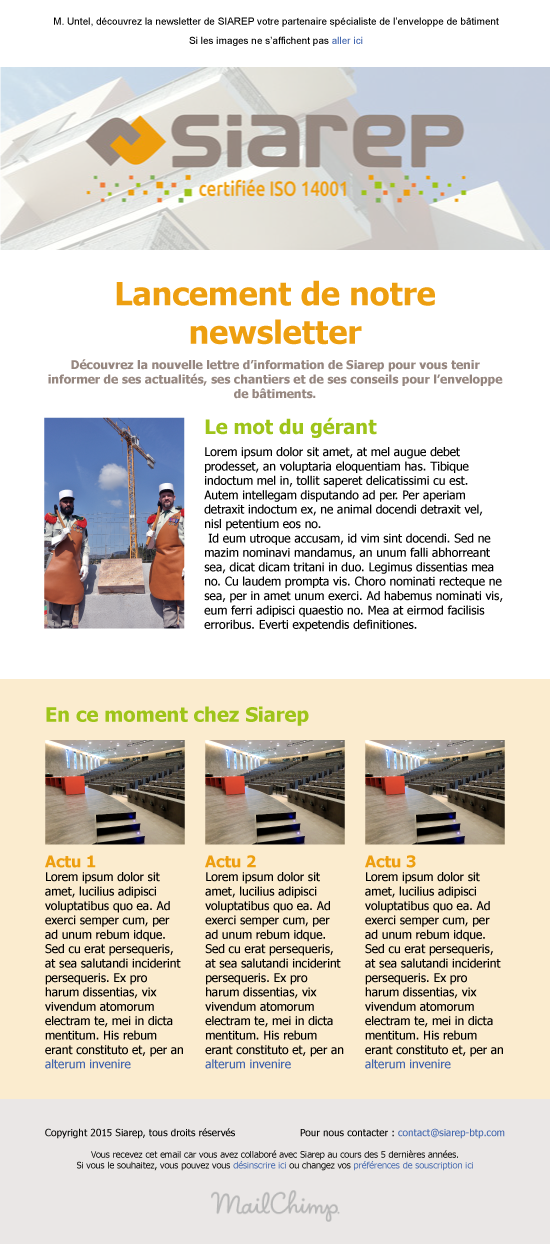 M. Untel, découvrez la newsletter de SIAREP votre partenaire spécialiste de l'enveloppe de bâtiment
Si les images ne s'affichent pas aller ici
siarep
certifiée ISO 14001
Lancement de notre
newsletter
Découvrez la nouvelle lettre d'information de Siarep pour vous tenir
informer de ses actualités, ses chantiers et de ses conseils pour l'enveloppe
de bâtiments.
Le mot du gérant
Lorem ipsum dolor sit amet, at mel augue debet
prodesset, an voluptaria eloquentiam has. Tibique
indoctum mel in, tollit saperet delicatissimi cu est.
Autem intellegam disputando ad per. Per aperiam
detraxit indoctum ex, ne animal docendi detraxit vel,
nisl petentium eos no.
Id eum utroque accusam, id vim sint docendi. Sed ne
mazim nominavi mandamus, an unum falli abhorreant
sea, dicat dicam tritani in duo. Legimus dissentias mea
no. Cu laudem prompta vis. Choro nominati recteque ne
sea, per in amet unum exerci. Ad habemus nominati vis,
eum ferri adipisci quaestio no. Mea at eirmod facilisis
erroribus. Everti expetendis definitiones.
En ce moment chez Siarep
Actu 1
Lorem ipsum dolor sit
amet, lucilius adipisci
voluptatibus quo ea. Ad
exerci semper cum, per
ad unum rebum idque.
Sed cu erat persequeris,
at sea salutandi inciderint
persequeris. Ex pro
harum dissentias, vix
vivendum atomorum
electram te, mei in dicta
mentitum. His rebum
erant constituto et, per an
alterum invenire
Actu 2
Lorem ipsum dolor sit
amet, lucilius adipisci
voluptatibus quo ea. Ad
exerci semper cum, per
ad unum rebum idque.
Sed cu erat persequeris,
at sea salutandi inciderint
persequeris. Ex pro
harum dissentias, vix
vivendum atomorum
electram te, mei in dicta
mentitum. His rebum
erant constituto et, per an
alterum invenire
Actu 3
Lorem ipsum dolor sit
amet, lucilius adipisci
voluptatibus quo ea. Ad
exerci semper cum, per
ad unum rebum idque.
Sed cu erat persequeris,
at sea salutandi inciderint
persequeris. Ex pro
harum dissentias, vix
vivendum atomorum
electram te, mei in dicta
mentitum. His rebum
erant constituto et, per an
alterum invenire
Copyright 2015 Siarep, tous droits réservés
Pour nous contacter : contact@siarep-btp.com
Vous recevez cet email car vous avez collaboré avec Siarep au cours des 5 dernières années.
Si vous le souhaitez, vous pouvez vous désinscrire ici ou changez vos préférences de souscription ici
MailChimp